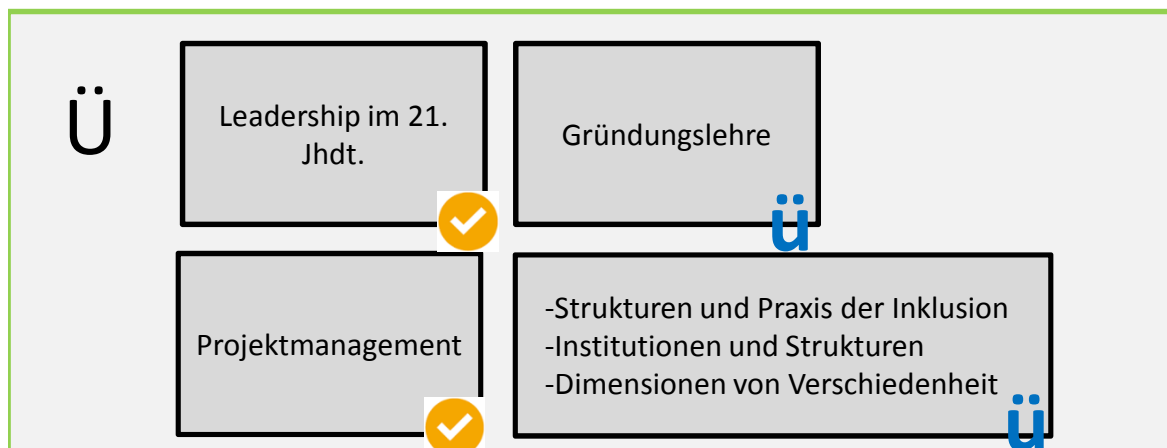 Ü
Leadership im 21.
Jhdt.
Gründungslehre
ü
Projektmanagement
-Strukturen und Praxis der Inklusion
-Institutionen und Strukturen
-Dimensionen von Verschiedenheit
ü